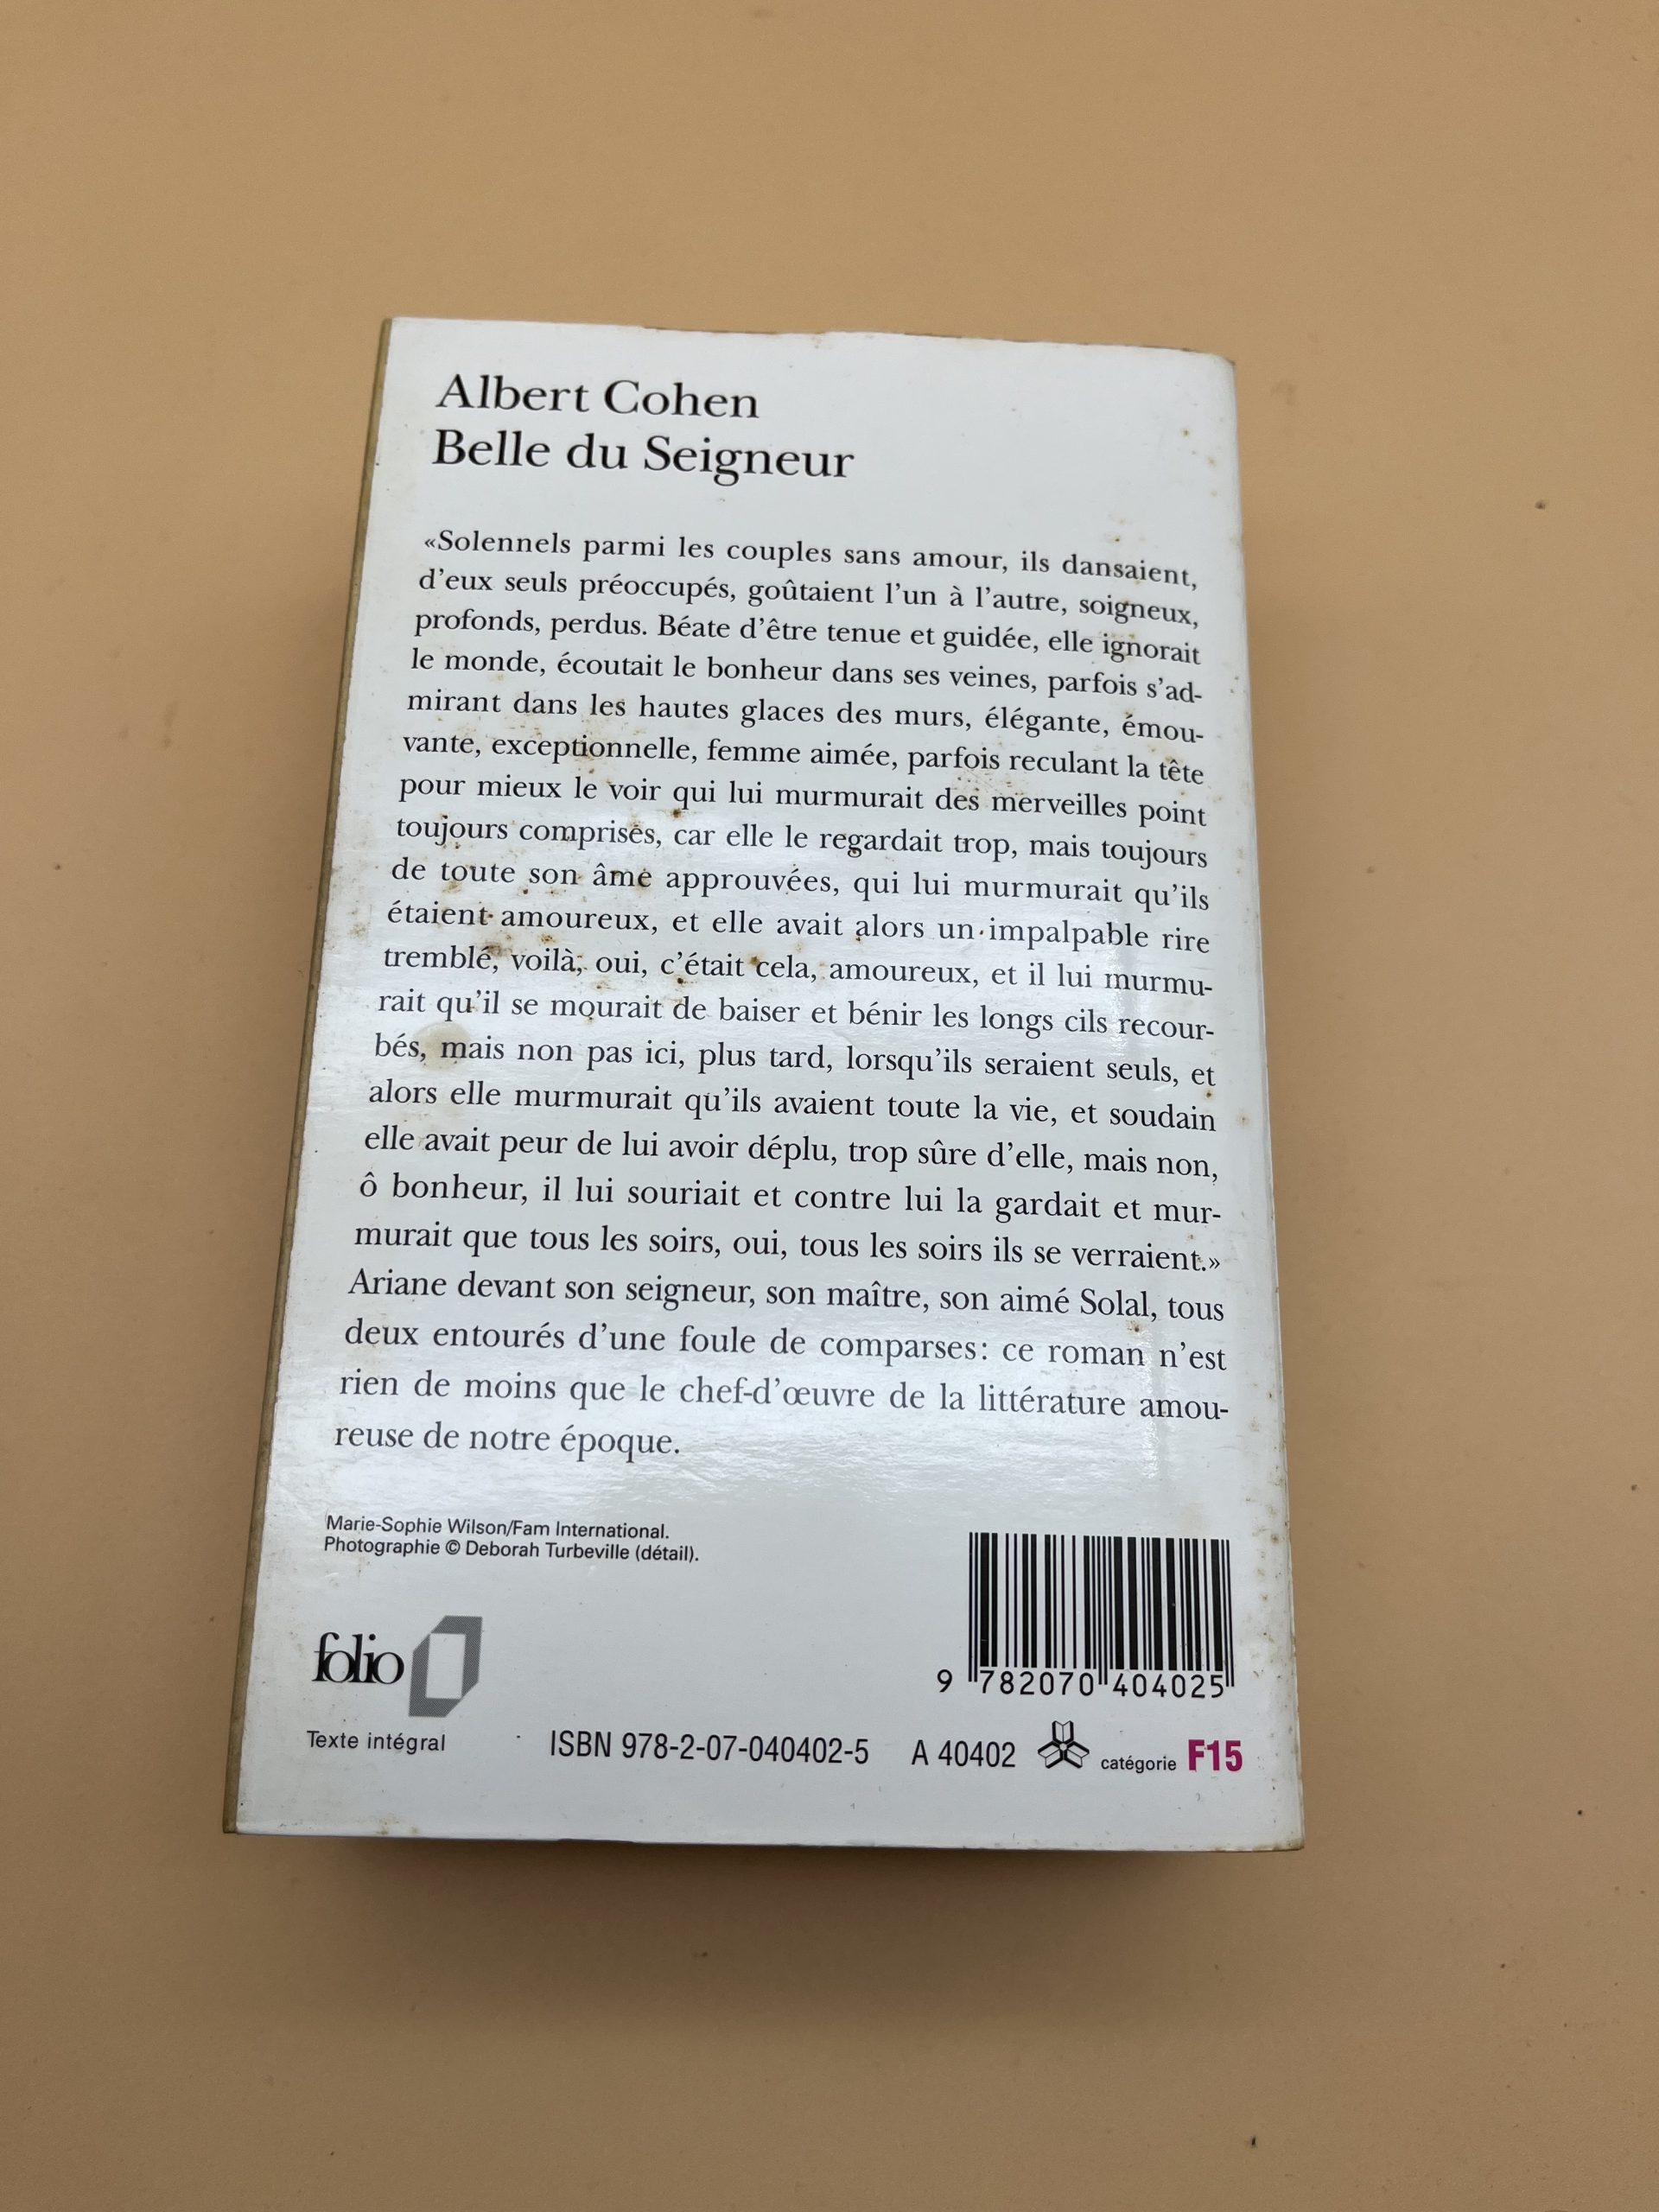 Albert Cohen
Belle du Seigneur
«Solennels parmi les couples sans amour, ils dansaient,
d'eux seuls préoccupés, goûtaient l'un à l'autre, soigneux,
profonds, perdus. Béate d'être tenue et guidée, elle ignorait
le monde, écoutait le bonheur dans ses veines, parfois s'ad-
mirant dans les hautes glaces des murs, élégante, émou-
vante, exceptionnelle, femme aimée, parfois reculant la tête
pour mieux le voir qui lui murmurait des merveilles point
toujours comprises, car elle le regardait trop, mais toujours
de toute son âme approuvées, qui lui murmurait qu'ils
étaient amoureux, et elle avait alors un impalpable rire
tremblé, voilà, oui, c'était cela, amoureux, et il lui murmu-
rait qu'il se mourait de baiser et bénir les longs cils recour-
bés, mais non pas ici, plus tard, lorsqu'ils seraient seuls, et
alors elle murmurait qu'ils avaient toute la vie, et soudain
elle avait peur de lui avoir déplu, trop sûre d'elle, mais non,
ô bonheur, il lui souriait et contre lui la gardait et mur-
murait que tous les soirs, oui, tous les soirs ils se verraient.»
Ariane devant son seigneur, son maître, son aimé Solal, tous
deux entourés d'une foule de comparses: ce roman n'est
rien de moins que le chef-d'œuvre de la littérature amou-
reuse de notre époque.
Marie-Sophie Wilson/Fam International.
Photographie © Deborah Turbeville (détail).
folio
Texte intégral
9 782070 404025
ISBN 978-2-07-040402-5 A 40402 catégorie F15